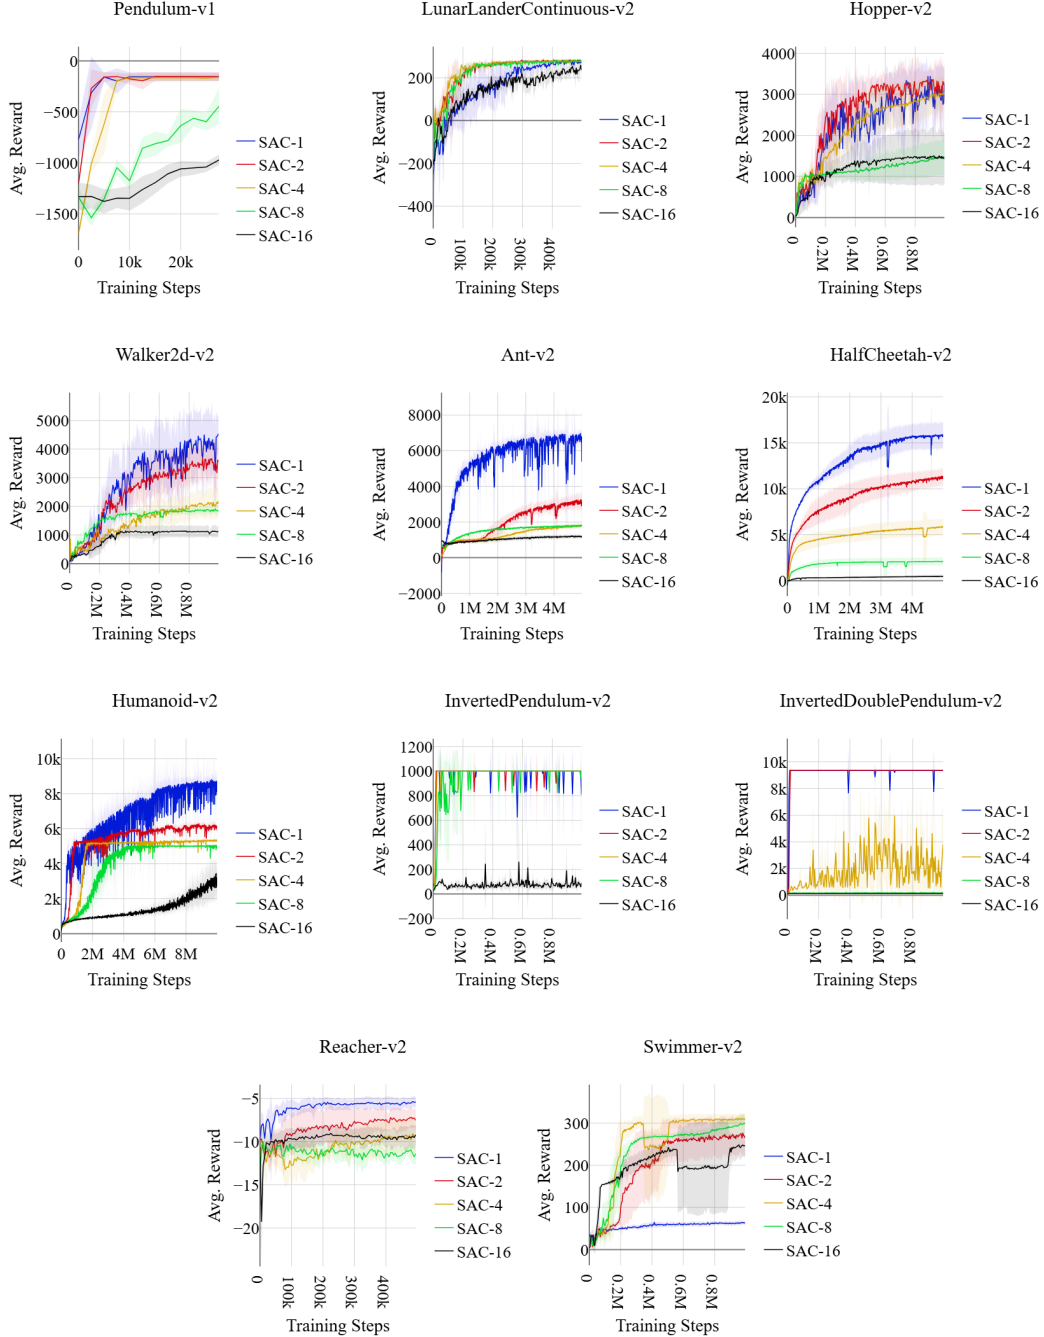 Pendulum-v1
0
−500
−1000
−1500
Avg. Reward
0
10k
20k
Training Steps
SAC-1
SAC-2
SAC-4
SAC-8
SAC-16
LunarLanderContinuous-v2
200
0
−200
−400
Avg. Reward
0
100k
200k
300k
400k
Training Steps
SAC-1
SAC-2
SAC-4
SAC-8
SAC-16
Hopper-v2
4000
3000
2000
1000
0
Avg. Reward
0
0.2M
0.4M
0.6M
0.8M
Training Steps
SAC-1
SAC-2
SAC-4
SAC-8
SAC-16
Walker2d-v2
5000
4000
3000
2000
1000
0
Avg. Reward
0
0.2M
0.4M
0.6M
0.8M
Training Steps
SAC-1
SAC-2
SAC-4
SAC-8
SAC-16
Ant-v2
8000
6000
4000
2000
0
−2000
Avg. Reward
0
1M
2M
3M
4M
Training Steps
SAC-1
SAC-2
SAC-4
SAC-8
SAC-16
HalfCheetah-v2
20k
15k
10k
5k
0
Avg. Reward
0
1M
2M
3M
4M
Training Steps
SAC-1
SAC-2
SAC-4
SAC-8
SAC-16
Humanoid-v2
10k
8k
6k
4k
2k
0
Avg. Reward
0
2M
4M
6M
8M
Training Steps
SAC-1
SAC-2
SAC-4
SAC-8
SAC-16
InvertedPendulum-v2
1200
1000
800
600
400
200
0
−200
Avg. Reward
0
0.2M
0.4M
0.6M
0.8M
Training Steps
SAC-1
SAC-2
SAC-4
SAC-8
SAC-16
InvertedDoublePendulum-v2
10k
8k
6k
4k
2k
0
Avg. Reward
0
0.2M
0.4M
0.6M
0.8M
Training Steps
SAC-1
SAC-2
SAC-4
SAC-8
SAC-16
Reacher-v2
−5
−10
−15
−20
Avg. Reward
0
100k
200k
300k
400k
Training Steps
SAC-1
SAC-2
SAC-4
SAC-8
SAC-16
Swimmer-v2
300
200
100
0
Avg. Reward
0
0.2M
0.4M
0.6M
0.8M
Training Steps
SAC-1
SAC-2
SAC-4
SAC-8
SAC-16